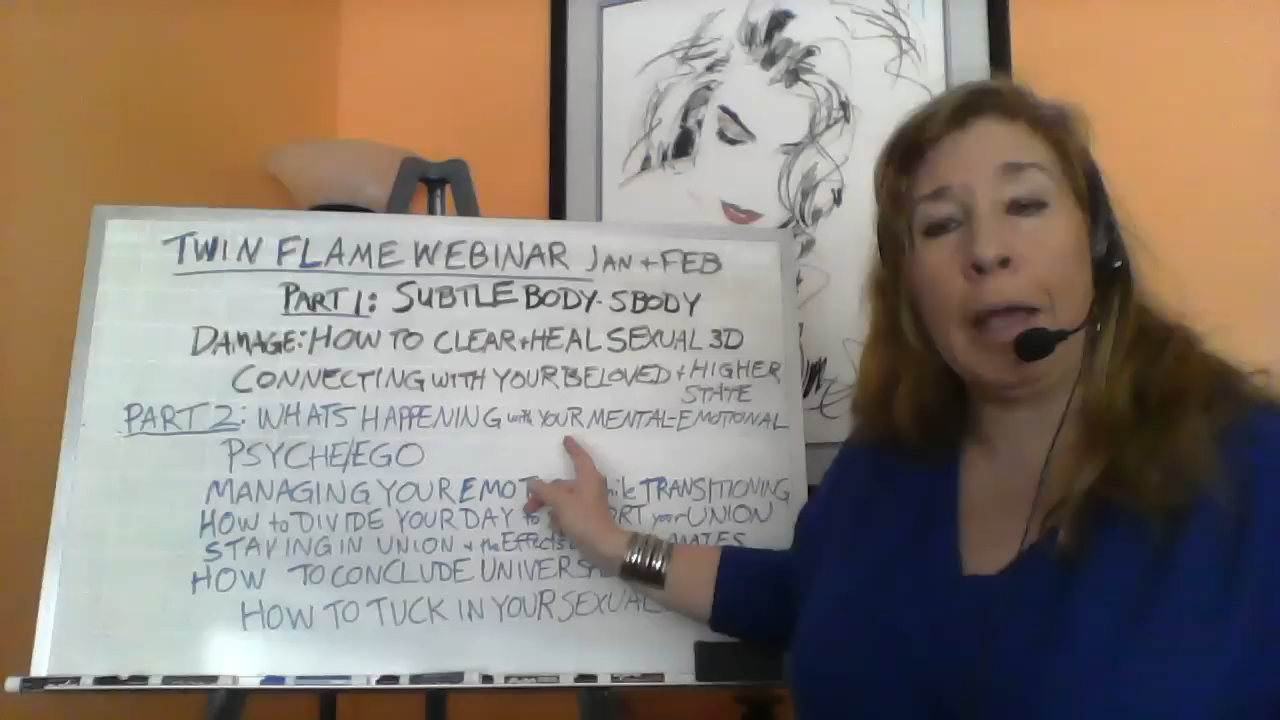 TWIN FLAME WEBINAR JAN + FEB
PART 1: SUBTLE BODY - 5BODY
DAMAGE: HOW TO CLEAR + HEAL SEXUAL 3D
CONNECTING WITH YOUR BELOVED + HIGHER
STATE
PART 2: WHATS HAPPENING with YOUR MENTAL-EMOTIONAL
PSYCHE/EGO
MANAGING YOUR TRANSITIONING
HOW to DIVIDE YOUR DAY to your UNION
STAYING IN UNION + the Effects
HOW TO CONCLUDE
HOW TO TUCK IN YOUR SEXUAL